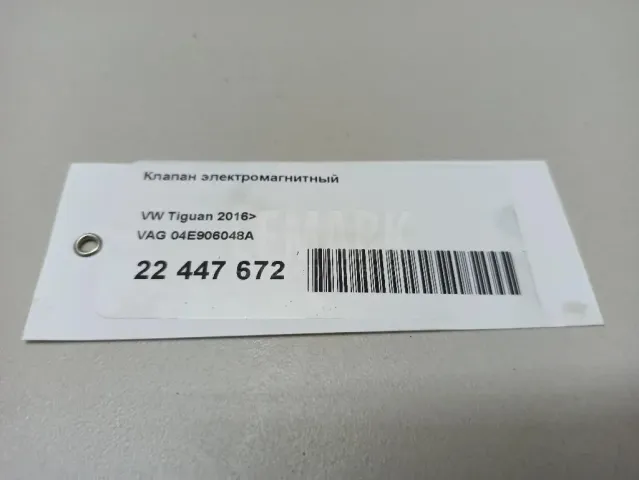 Клапан электромагнитный
VW Tiguan 2016>
VAG 04E906048A
22 447 672